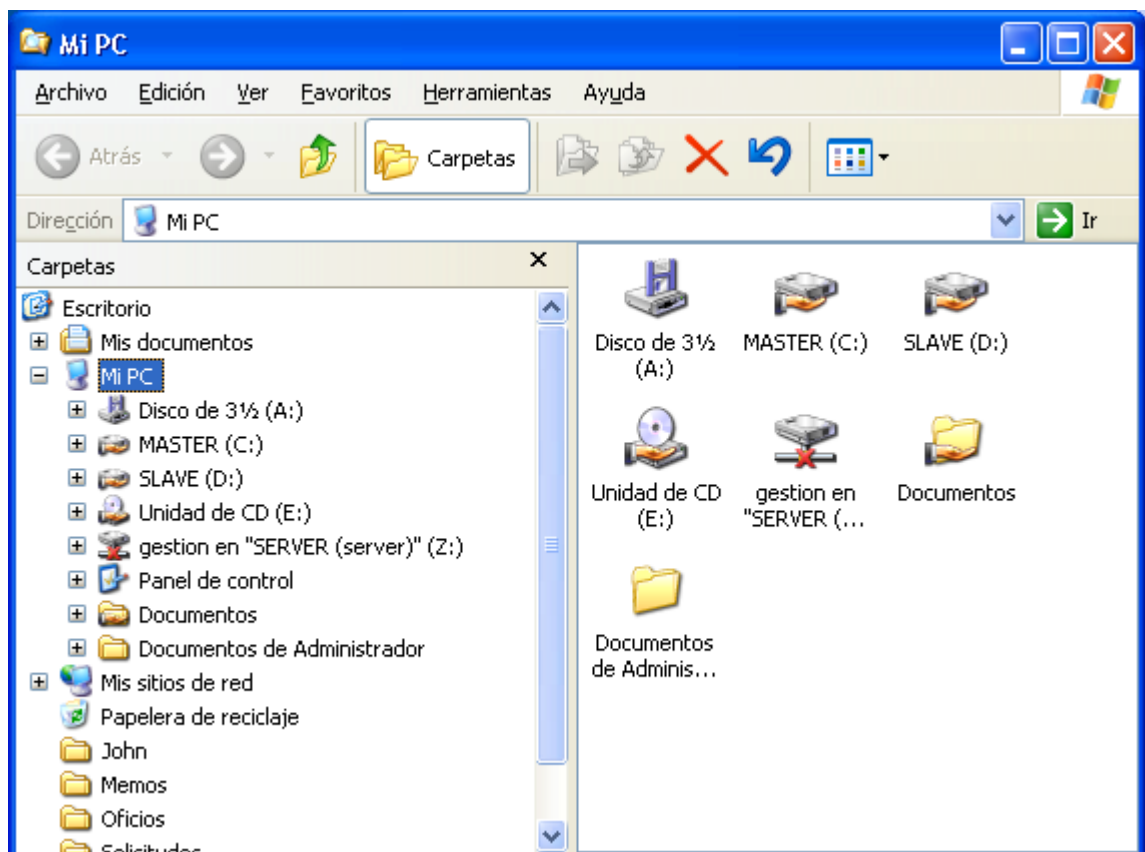 Mi PC
Archivo Edición Ver Favoritos Herramientas Ayuda
Atrás Carpetas
Dirección Mi PC Ir
Carpetas
Escritorio
Mis documentos
Mi PC
Disco de 3½ (A:)
MASTER (C:)
SLAVE (D:)
Unidad de CD (E:)
gestion en "SERVER (server)" (Z:)
Panel de control
Documentos
Documentos de Administrador
Mis sitios de red
Papelera de reciclaje
John
Memos
Oficios
Solicitudes
Disco de 3½
(A:)
MASTER (C:)
SLAVE (D:)
Unidad de CD
(E:)
gestion en
"SERVER (...
Documentos
Documentos
de Adminis...